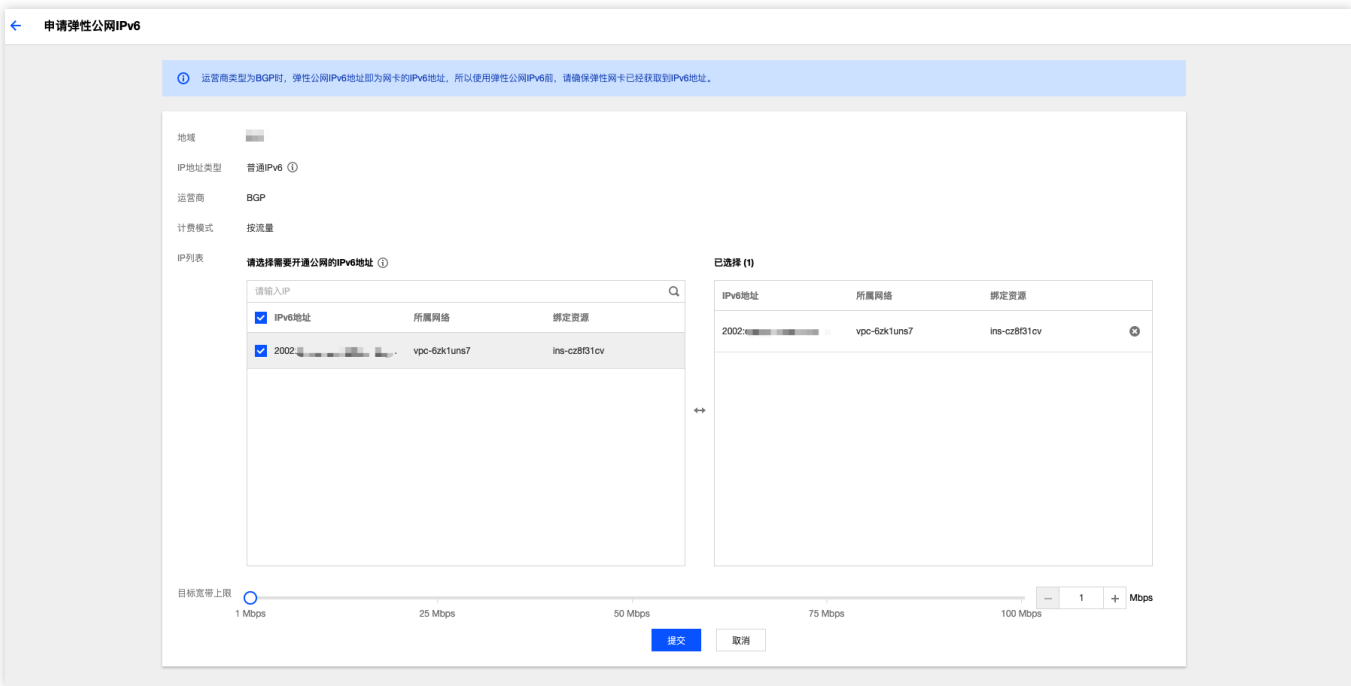 申请弹性公网IPv6
运营商类型为BGP时，弹性公网IPv6地址即为网卡的IPv6地址，所以使用弹性公网IPv6前，请确保弹性网卡已经获取到IPv6地址。
地域
IP地址类型 普通IPv6
运营商 BGP
计费模式 按流量
IP列表 请选择需要开通公网的IPv6地址 已选择 (1)
请输入IP
IPv6地址 所属网络 绑定资源
IPv6地址 所属网络 绑定资源
2002: vpc-6zk1uns7 ins-cz8f31cv
2002: vpc-6zk1uns7 ins-cz8f31cv
目标宽带上限 1 Mbps
1 Mbps 25 Mbps 50 Mbps 75 Mbps 100 Mbps
提交 取消